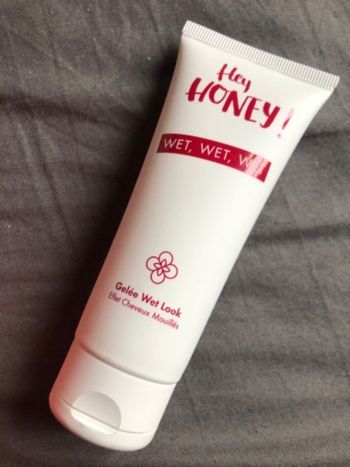 Hey
HONEY!
WET, WET,
Gelée Wet Look
Effet Cheveux Mouillés